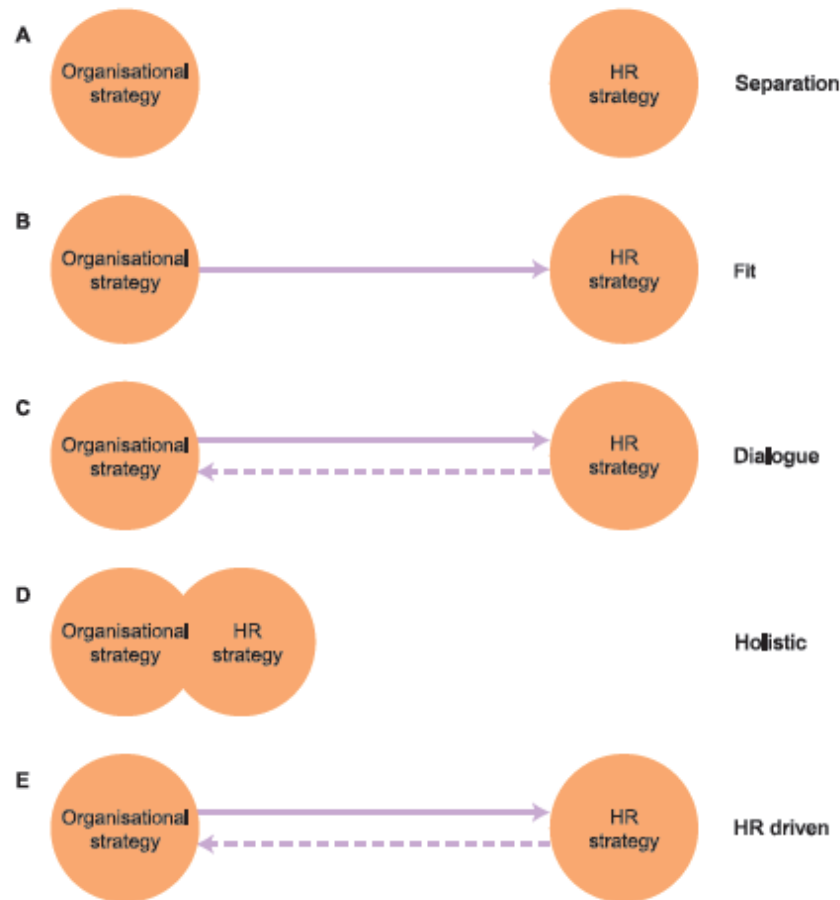 A
Organisational
strategy
HR
strategy
Separation
B
Organisational
strategy
HR
strategy
Fit
C
Organisational
strategy
HR
strategy
Dialogue
D
Organisational
strategy
HR
strategy
Holistic
E
Organisational
strategy
HR
strategy
HR driven